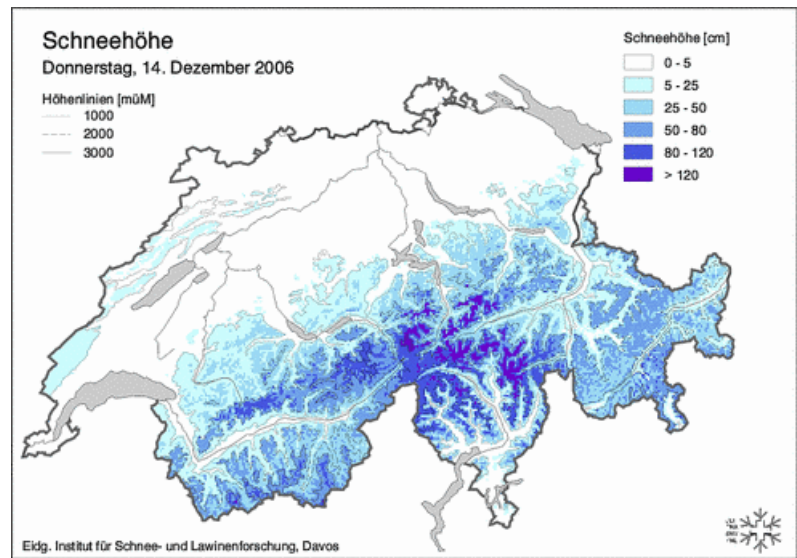 Schneehöhe
Donnerstag, 14. Dezember 2006
Höhenlinien [müM]
1000
2000
3000
Schneehöhe [cm]
0 - 5
5 - 25
25 - 50
50 - 80
80 - 120
> 120
Eidg. Institut für Schnee- und Lawinenforschung, Davos